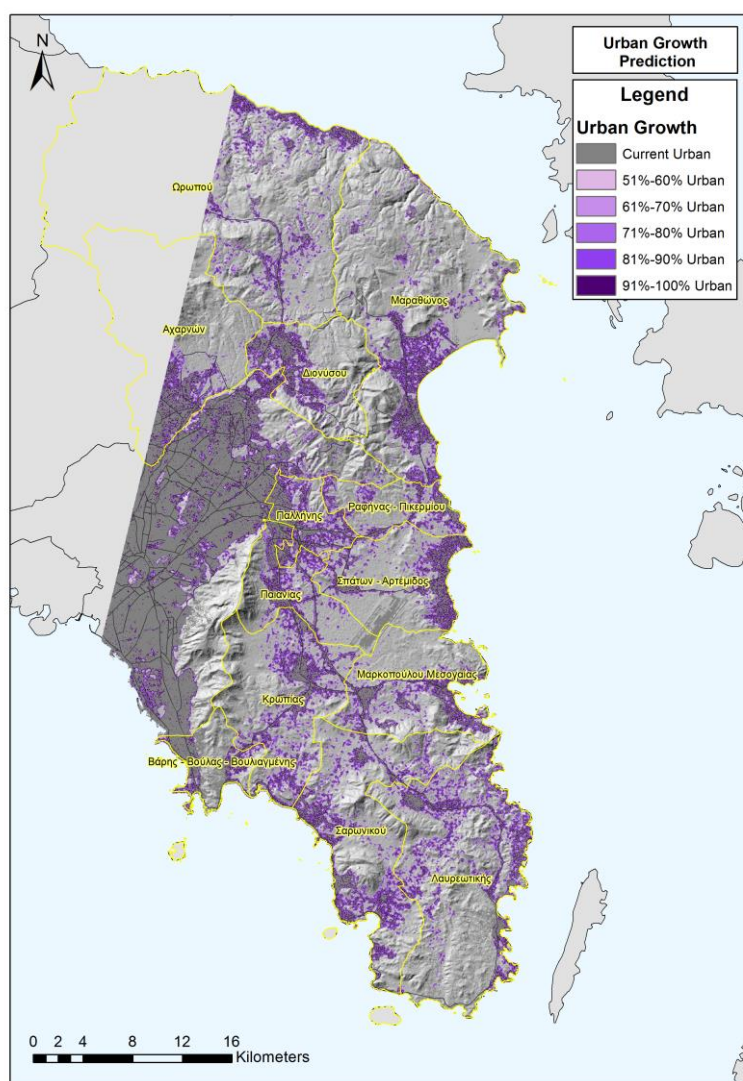 N
Urban Growth
Prediction
Legend
Urban Growth
Current Urban
51%-60% Urban
61%-70% Urban
71%-80% Urban
81%-90% Urban
91%-100% Urban
Ωρωπού
Μαραθώνος
Αχαρνών
Διονύσου
Ραφήνας - Πικερμίου
Παλλήνης
Σπάτων - Αρτέμιδος
Παιανίας
Μαρκοπούλου Μεσογαίας
Κρωπίας
Βάρης - Βούλας - Βουλιαγμένης
Σαρωνικού
Λαυρεωτικής
0 2 4 8 12 16
Kilometers